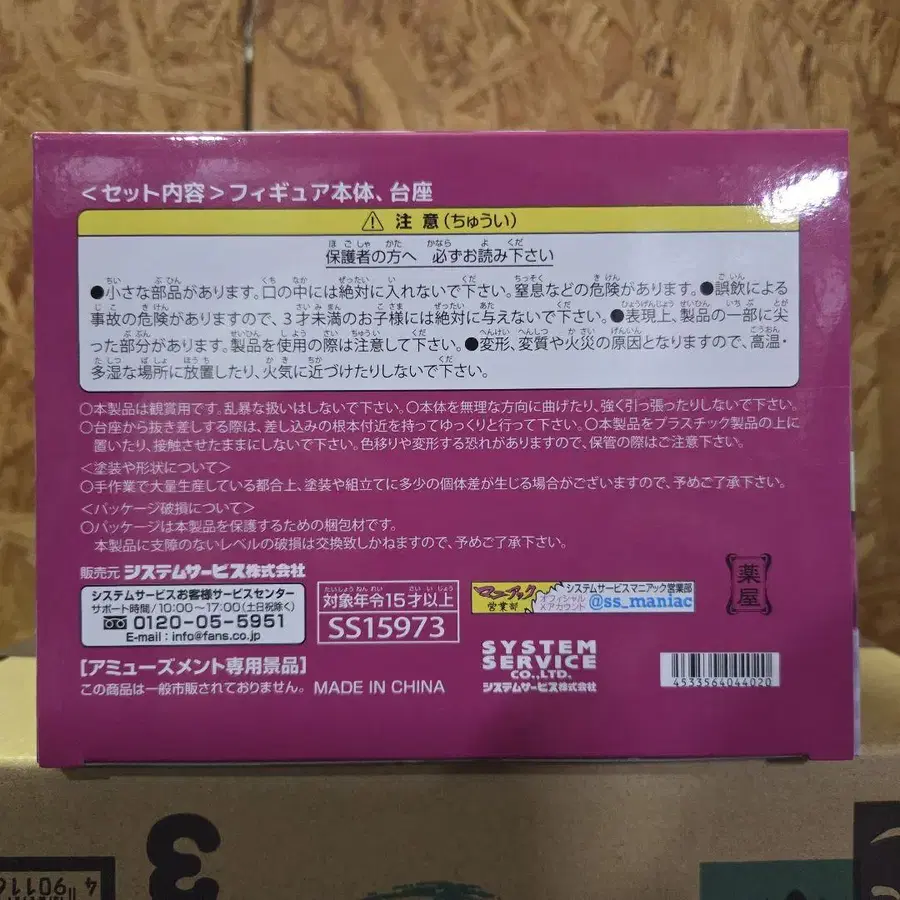 <セット内容>フィギュア本体、台座
注意(ちゅうい)
保護者の方へ 必ずお読み下さい
●小さな部品があります。口の中には絶対に入れないで下さい。窒息などの危険があります。●誤飲による
事故の危険がありますので、3才未満のお子様には絶対に与えないで下さい。●表現上、製品の一部に尖
った部分があります。製品を使用の際は注意して下さい。●変形、変質や火災の原因となりますので、高温・
多湿な場所に放置したり、火気に近づけたりしないで下さい。
○本製品は観賞用です。乱暴な扱いはしないで下さい。○本体を無理な方向に曲げたり、強く引っ張ったりしないで下さい。
○台座から抜き差しする際は、差し込みの根本付近を持ってゆっくりと行って下さい。○本製品をプラスチック製品の上に
置いたり、接触させたままにしないで下さい。色移りや変形する恐れがありますので、保管の際はご注意下さい。
<塗装や形状について>
○手作業で大量生産している都合上、塗装や組立てに多少の個体差が生じる場合がございますので、予めご了承下さい。
<パッケージ破損について>
○パッケージは本製品を保護するための梱包材です。
本製品に支障のないレベルの破損は交換致しかねますので、予めご了承下さい。
販売元 システムサービス株式会社
システムサービスお客様サービスセンター
サポート時間/10:00〜17:00(土日祝除く)
0120-05-5951
E-mail:info@fans.co.jp
対象年令15才以上
SS15973
マニアック
営業部
オフィシャル
Xアカウント
システムサービスマニアック営業部
@ss_maniac
薬屋
[アミューズメント専用景品]
この商品は一般市販されておりません。 MADE IN CHINA
SYSTEM
SERVICE
CO.,LTD.
システムサービス株式会社
4533564044020
3